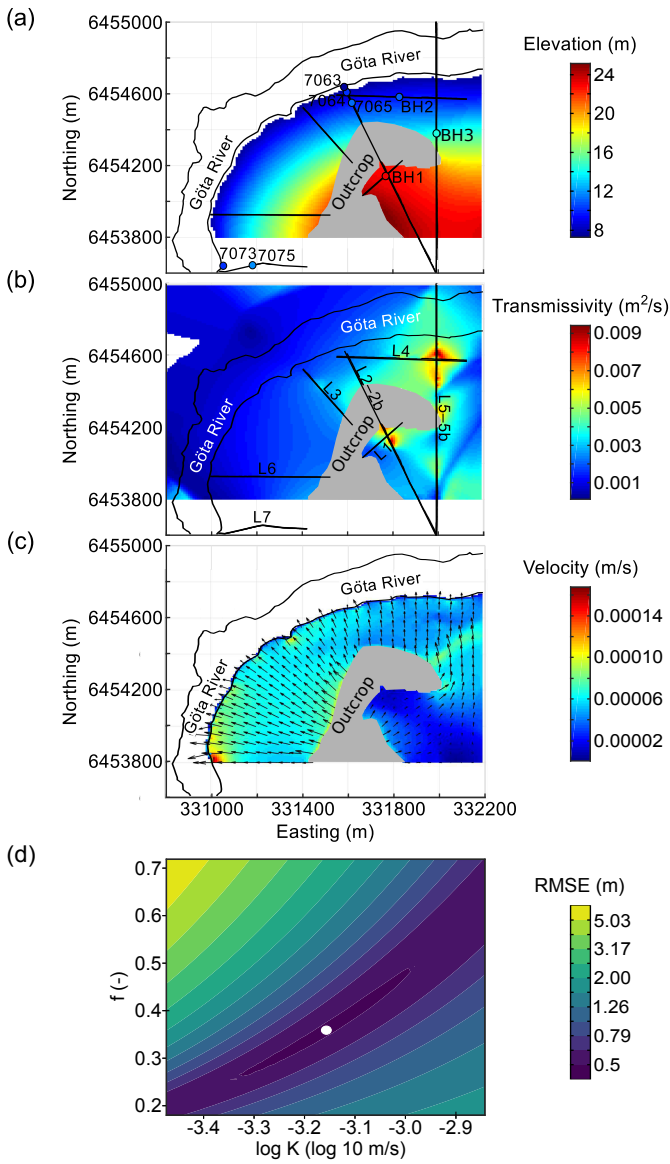 (a)
6455000
6454600
6454200
6453800
Northing (m)
Göta River
Göta River
7063
7064
7065
BH2
BH3
BH1
Outcrop
7073
7075
Elevation (m)
24
20
16
12
8
(b)
6455000
6454600
6454200
6453800
Northing (m)
Göta River
Göta River
L4
L3
L2−2b
L5−5b
L1
Outcrop
L6
L7
Transmissivity (m²/s)
0.009
0.007
0.005
0.003
0.001
(c)
6455000
6454600
6454200
6453800
Northing (m)
Göta River
Göta River
Outcrop
331000 331400 331800 332200
Easting (m)
Velocity (m/s)
0.00014
0.00010
0.00006
0.00002
(d)
0.7
0.6
0.5
0.4
0.3
0.2
f (-)
-3.4 -3.3 -3.2 -3.1 -3.0 -2.9
log K (log 10 m/s)
RMSE (m)
5.03
3.17
2.00
1.26
0.79
0.5